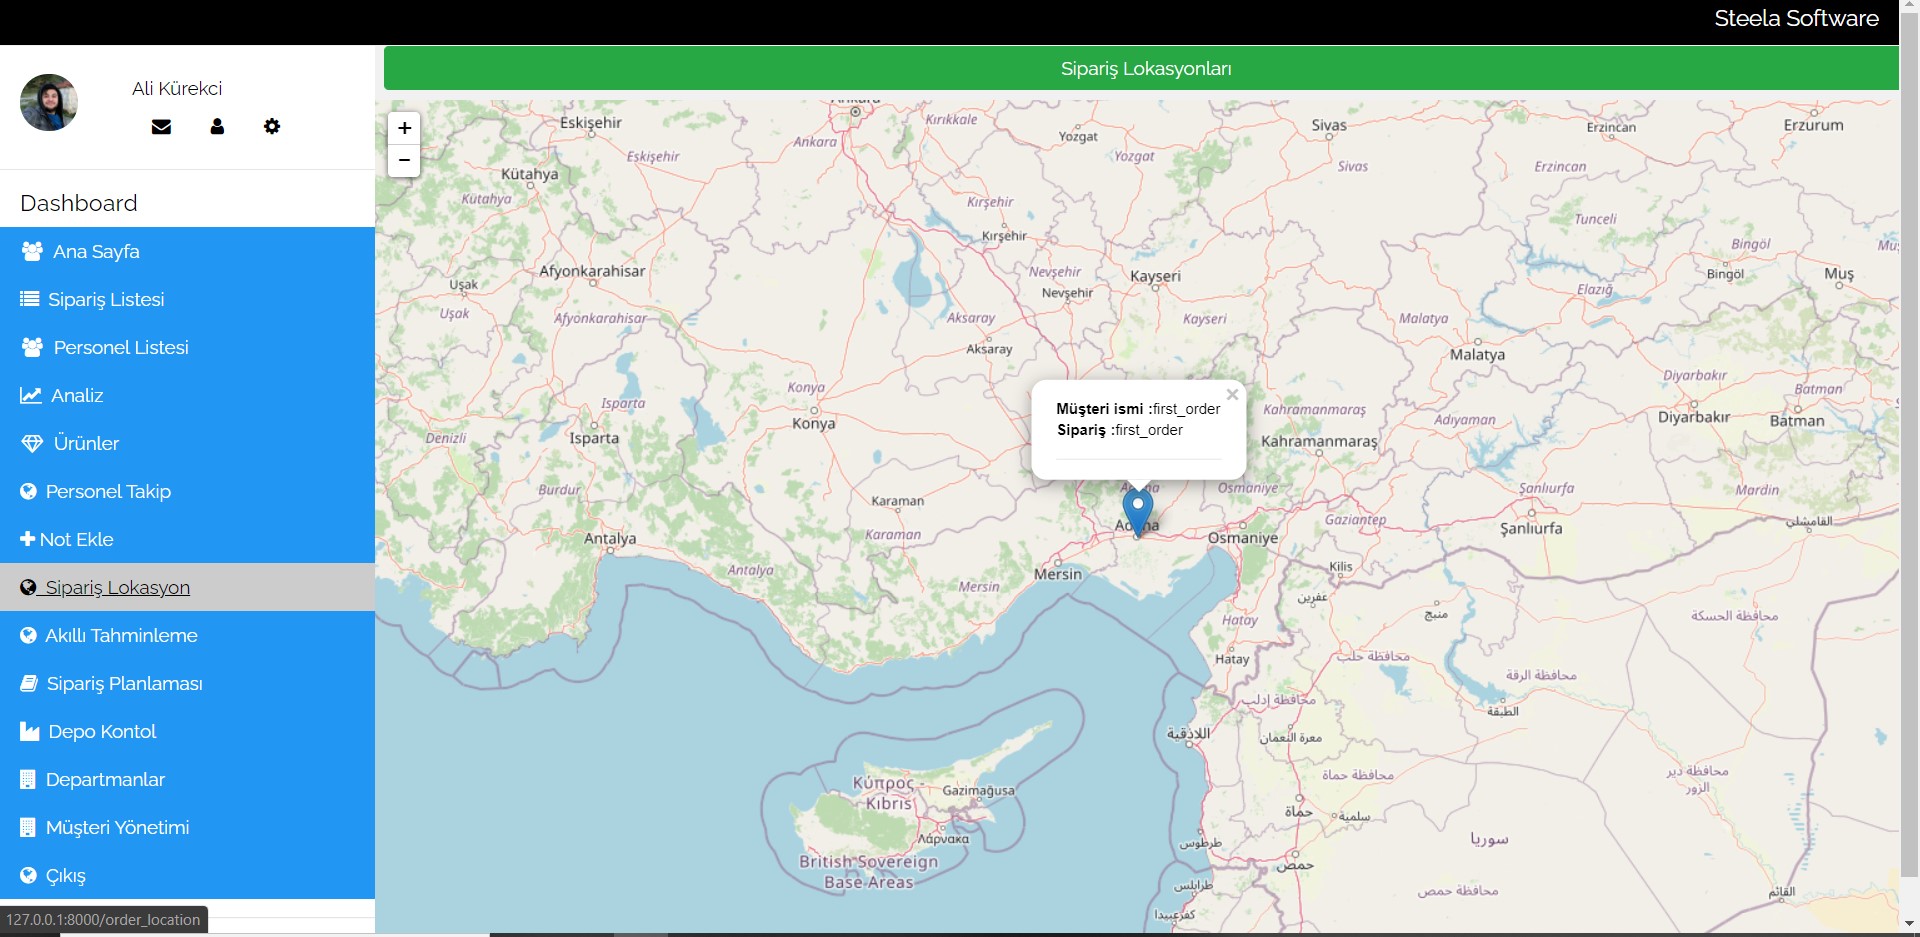 Steela Software
Ali Kürekci
Dashboard
Ana Sayfa
Sipariş Listesi
Personel Listesi
Analiz
Ürünler
Personel Takip
Not Ekle
Sipariş Lokasyon
Akıllı Tahminleme
Sipariş Planlaması
Depo Kontol
Departmanlar
Müşteri Yönetimi
Çıkış
127.0.0.1:8000/order_location
Sipariş Lokasyonları
+
−
Ankara
Eskişehir
Kırıkkale
Yozgat
Sivas
Erzincan
Erzurum
Ankara
Eskişehir
Yozgat
Sivas
Erzincan
Kütahya
Kütahya
Kırşehir
Tunceli
Kırşehir
Bingöl
Afyonkarahisar
Nevşehir
Kayseri
Bingöl
Muş
Uşak
Nevşehir
Elazığ
Uşak
Afyonkarahisar
Aksaray
Kayseri
Malatya
Aksaray
Malatya
Konya
Diyarbakır
Batman
Isparta
Müşteri ismi :first_order
×
Sipariş :first_order
Kahramanmaraş
Adıyaman
Diyarbakır
Batman
Denizli
Isparta
Konya
Kahramanmaraş
Burdur
Karaman
Osmaniye
Şanlıurfa
Mardin
Karaman
Adana
Gaziantep
Şanlıurfa
القامشلي
Antalya
Osmaniye
Antalya
Mersin
Mersin
Kilis
عفرين
منبج
محافظة الحسكة
Hatay
Hatay
محافظة حلب
محافظة الرقة
محافظة إدلب
الطبقة
اللاذقية
معرة النعمان
محافظة حماة
محافظة دير
الزور
Κύπρος -
Kıbrıs
Gazimağusa
حماة
سلمية
Λάρνακα
طرطوس
سوريا
British Sovereign
Base Areas
حمص
طرابلس
محافظة حمص
القائم
كفرعبيدا